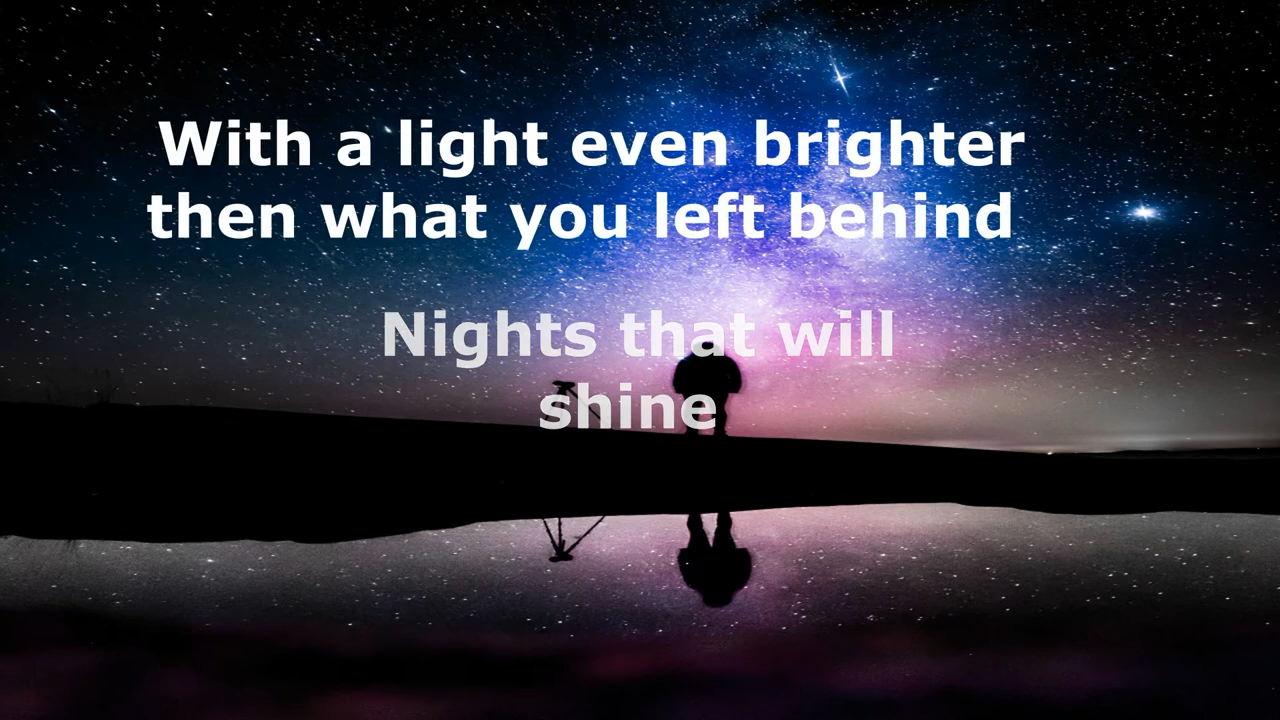 With a light even brighter
then what you left behind
Nights that will
shine